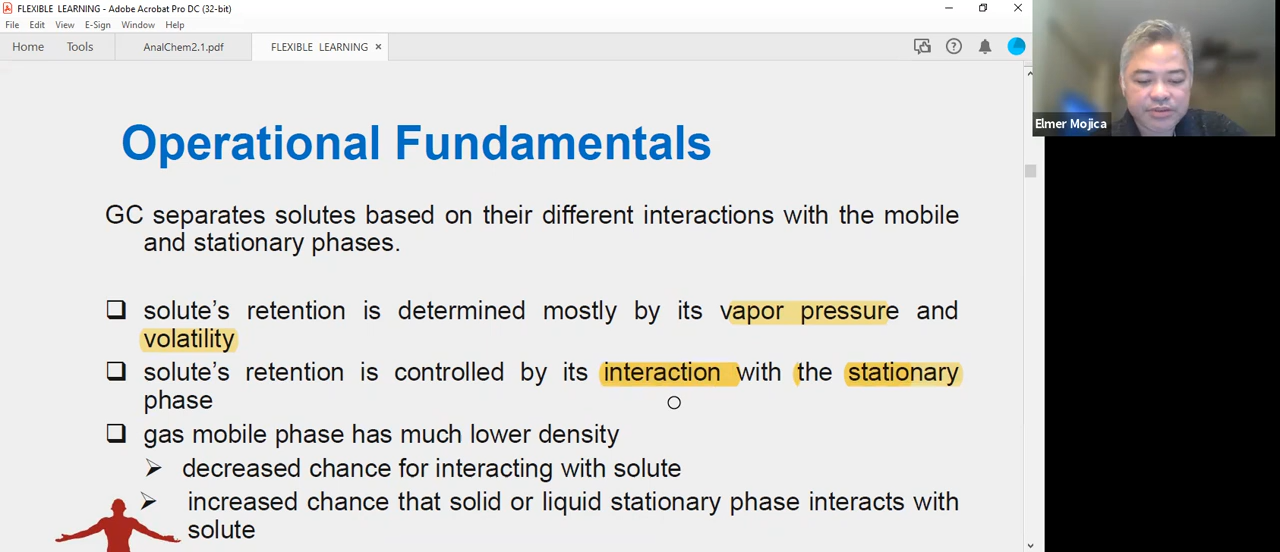 FLEXIBLE LEARNING - Adobe Acrobat Pro DC (32-bit)
File Edit View E-Sign Window Help
Home Tools AnalChem2.1.pdf FLEXIBLE LEARNING ×
Elmer Mojica
Operational Fundamentals
GC separates solutes based on their different interactions with the mobile
and stationary phases.
❑ solute's retention is determined mostly by its vapor pressure and
volatility
❑ solute's retention is controlled by its interaction with the stationary
phase
❑ gas mobile phase has much lower density
➢ decreased chance for interacting with solute
➢ increased chance that solid or liquid stationary phase interacts with
solute